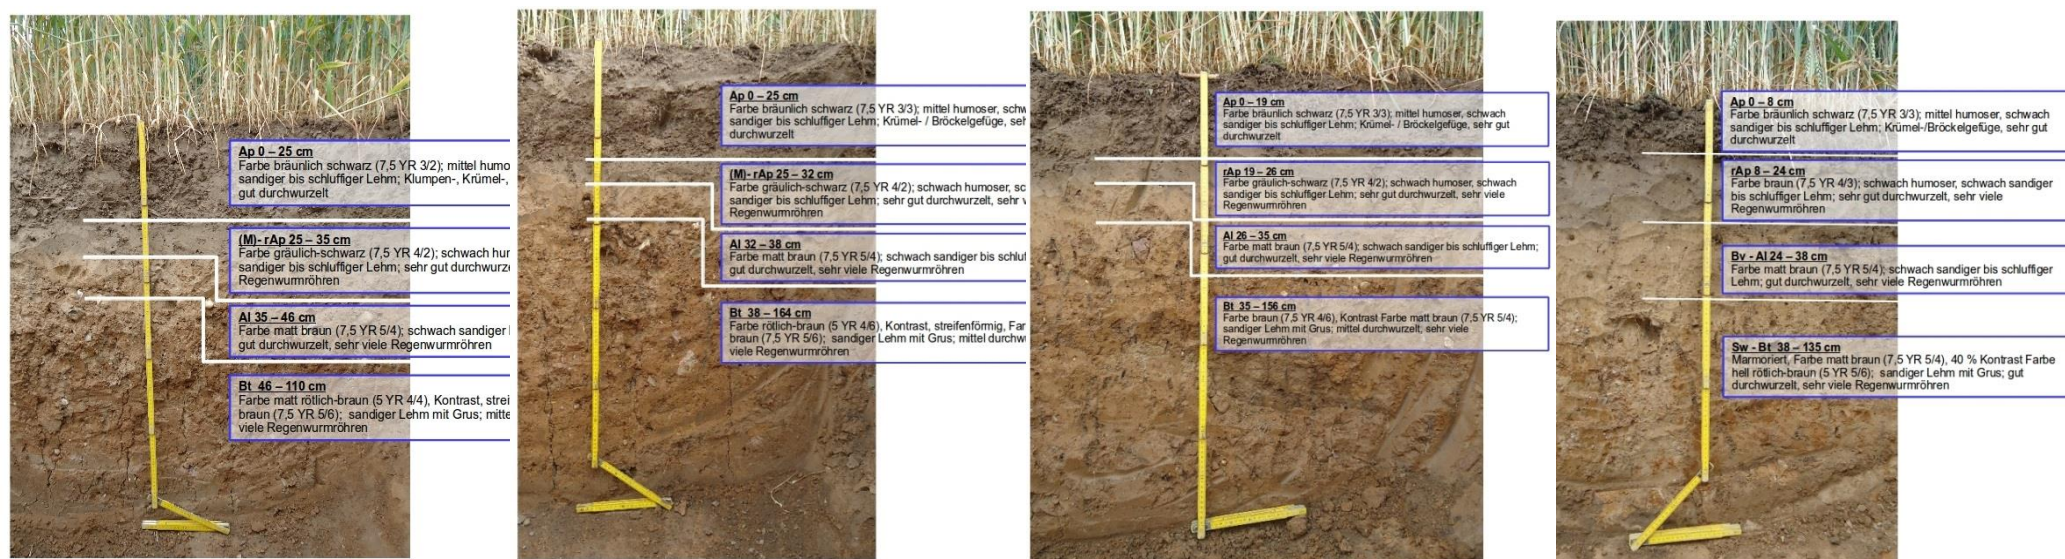 Ap 0 – 25 cm
Farbe bräunlich schwarz (7,5 YR 3/2); mittel humo
sandiger bis schluffiger Lehm; Klumpen-, Krümel-,
gut durchwurzelt
(M)- rAp 25 – 35 cm
Farbe gräulich-schwarz (7,5 YR 4/2); schwach hur
sandiger bis schluffiger Lehm; sehr gut durchwurze
Regenwurmröhren
Al 35 – 46 cm
Farbe matt braun (7,5 YR 5/4); schwach sandiger
gut durchwurzelt, sehr viele Regenwurmröhren
Bt 46 – 110 cm
Farbe matt rötlich-braun (5 YR 4/4), Kontrast, strei
braun (7,5 YR 5/6); sandiger Lehm mit Grus; mitte
viele Regenwurmröhren
Ap 0 – 25 cm
Farbe bräunlich schwarz (7,5 YR 3/3); mittel humoser, schw
sandiger bis schluffiger Lehm; Krümel- / Bröckelgefüge, seh
durchwurzelt
(M)- rAp 25 – 32 cm
Farbe gräulich-schwarz (7,5 YR 4/2); schwach humoser, sc
sandiger bis schluffiger Lehm; sehr gut durchwurzelt, sehr v
Regenwurmröhren
Al 32 – 38 cm
Farbe matt braun (7,5 YR 5/4); schwach sandiger bis schluf
gut durchwurzelt, sehr viele Regenwurmröhren
Bt 38 – 164 cm
Farbe rötlich-braun (5 YR 4/6), Kontrast, streifenförmig, Far
braun (7,5 YR 5/6); sandiger Lehm mit Grus; mittel durchwu
viele Regenwurmröhren
Ap 0 – 19 cm
Farbe bräunlich schwarz (7,5 YR 3/3); mittel humoser, schwach
sandiger bis schluffiger Lehm; Krümel- / Bröckelgefüge, sehr gut
durchwurzelt
rAp 19 – 26 cm
Farbe gräulich-schwarz (7,5 YR 4/2); schwach humoser, schwach
sandiger bis schluffiger Lehm; sehr gut durchwurzelt, sehr viele
Regenwurmröhren
Al 26 – 35 cm
Farbe matt braun (7,5 YR 5/4); schwach sandiger bis schluffiger Lehm;
gut durchwurzelt, sehr viele Regenwurmröhren
Bt 35 – 156 cm
Farbe braun (7,5 YR 4/6), Kontrast Farbe matt braun (7,5 YR 5/4);
sandiger Lehm mit Grus; mittel durchwurzelt, sehr viele
Regenwurmröhren
Ap 0 – 8 cm
Farbe bräunlich schwarz (7,5 YR 3/3); mittel humoser, schwach
sandiger bis schluffiger Lehm; Krümel-/Bröckelgefüge, sehr gut
durchwurzelt
rAp 8 – 24 cm
Farbe braun (7,5 YR 4/3); schwach humoser, schwach sandiger
bis schluffiger Lehm; sehr gut durchwurzelt, sehr viele
Regenwurmröhren
Bv - Al 24 – 38 cm
Farbe matt braun (7,5 YR 5/4); schwach sandiger bis schluffiger
Lehm; gut durchwurzelt, sehr viele Regenwurmröhren
Sw - Bt 38 – 135 cm
Marmoriert, Farbe matt braun (7,5 YR 5/4), 40 % Kontrast Farbe
hell rötlich-braun (5 YR 5/6); sandiger Lehm mit Grus; gut
durchwurzelt, sehr viele Regenwurmröhren